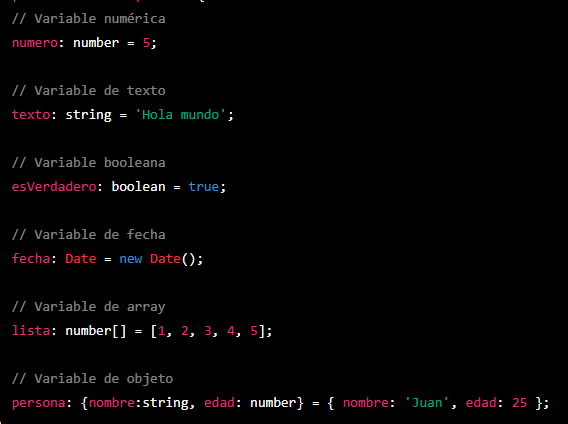 // Variable numérica
numero: number = 5;
// Variable de texto
texto: string = 'Hola mundo';
// Variable booleana
esVerdadero: boolean = true;
// Variable de fecha
fecha: Date = new Date();
// Variable de array
lista: number[] = [1, 2, 3, 4, 5];
// Variable de objeto
persona: {nombre:string, edad: number} = { nombre: 'Juan', edad: 25 };